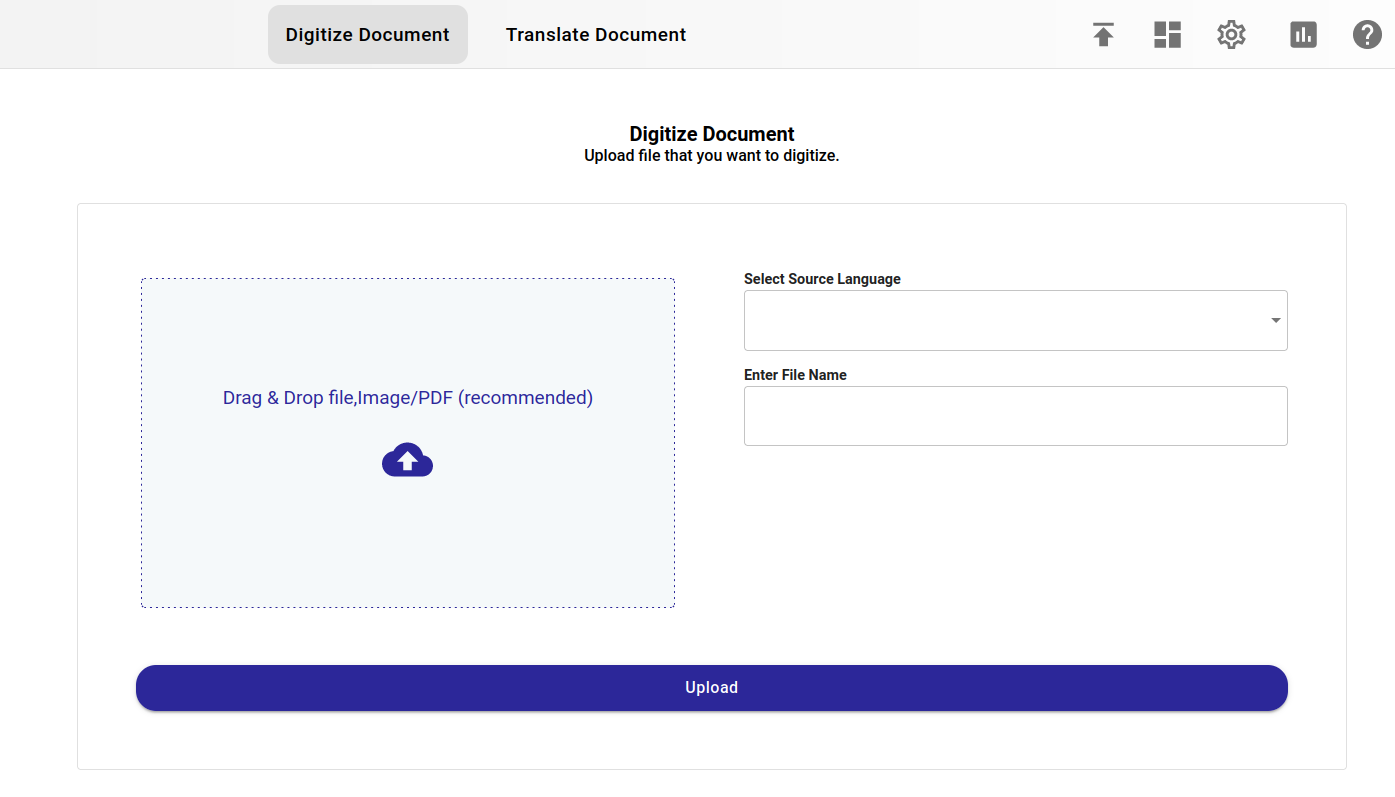 Digitize Document
Translate Document
Digitize Document
Upload file that you want to digitize.
Drag & Drop file,Image/PDF (recommended)
Select Source Language
Enter File Name
Upload